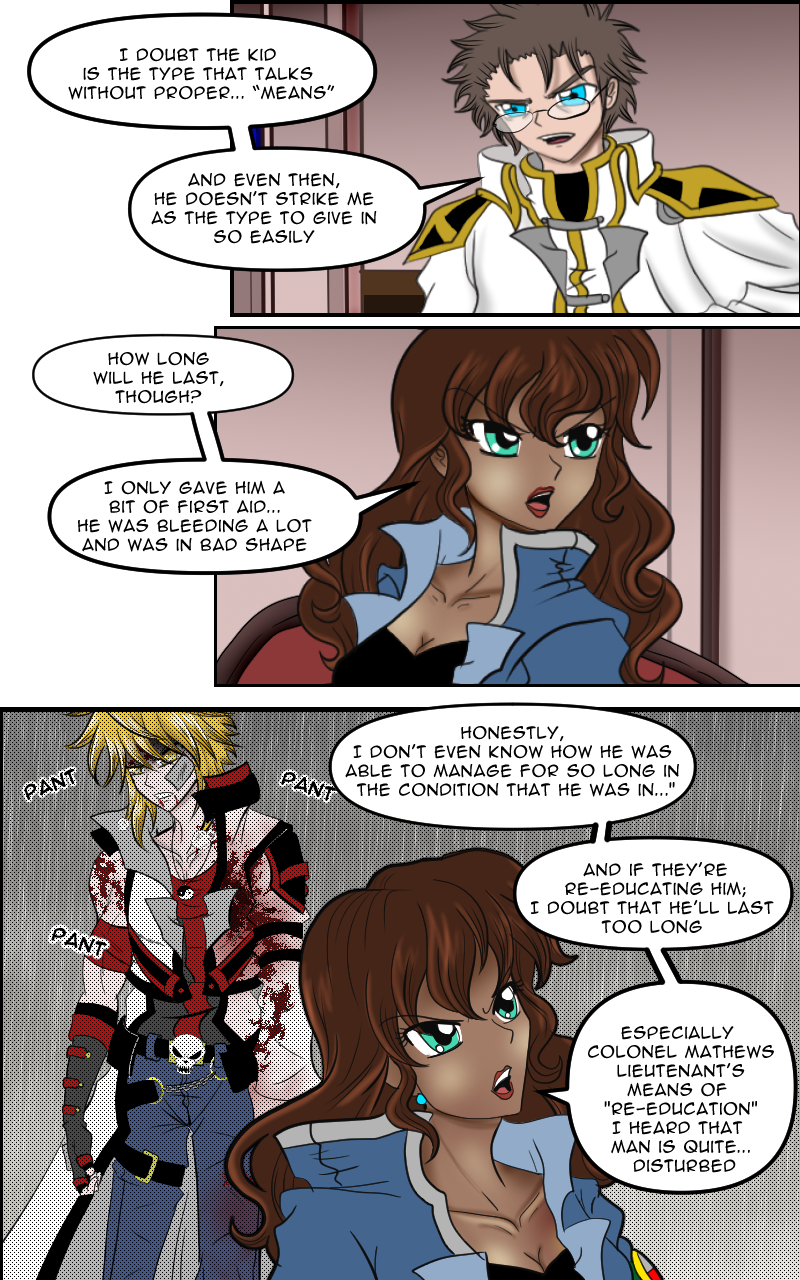 I DOUBT THE KID
IS THE TYPE THAT TALKS
WITHOUT PROPER... “MEANS”
AND EVEN THEN,
HE DOESN'T STRIKE ME
AS THE TYPE TO GIVE IN
SO EASILY
HOW LONG
WILL HE LAST,
THOUGH?
I ONLY GAVE HIM A
BIT OF FIRST AID...
HE WAS BLEEDING A LOT
AND WAS IN BAD SHAPE
HONESTLY,
I DON'T EVEN KNOW HOW HE WAS
ABLE TO MANAGE FOR SO LONG IN
THE CONDITION THAT HE WAS IN..."
PANT
PANT
PANT
AND IF THEY'RE
RE-EDUCATING HIM;
I DOUBT THAT HE'LL LAST
TOO LONG
ESPECIALLY
COLONEL MATHEWS
LIEUTENANT'S
MEANS OF
"RE-EDUCATION"
I HEARD THAT
MAN IS QUITE...
DISTURBED